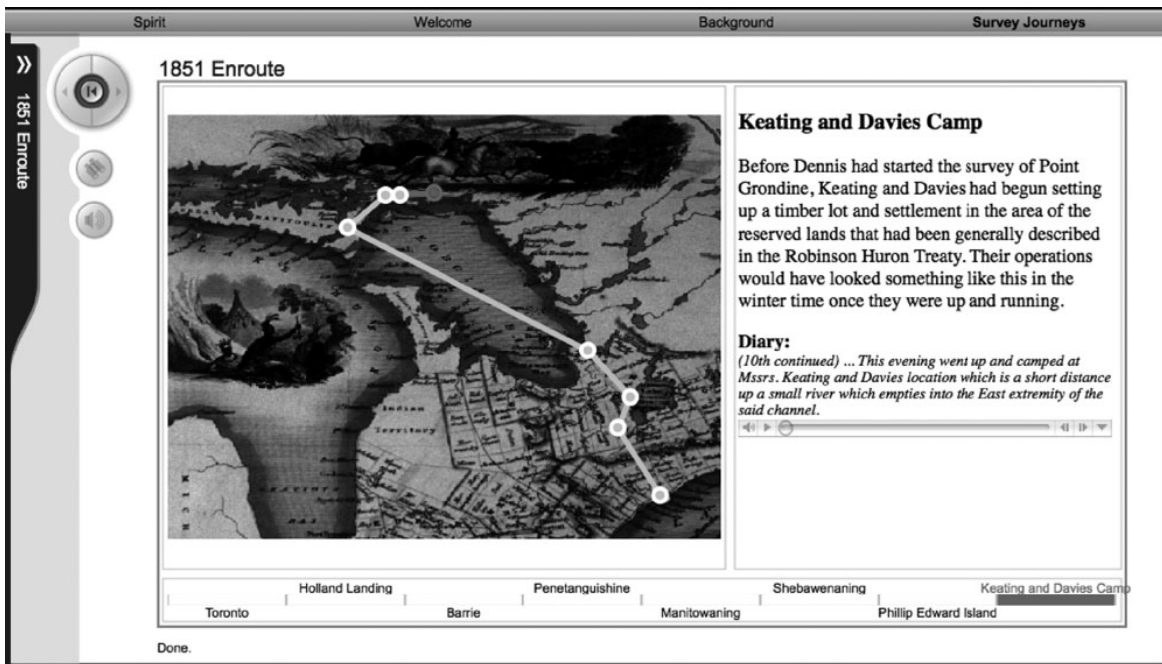 Spirit Welcome Background Survey Journeys
1851 Enroute
1851 Enroute
Keating and Davies Camp
Before Dennis had started the survey of Point
Grondine, Keating and Davies had begun setting
up a timber lot and settlement in the area of the
reserved lands that had been generally described
in the Robinson Huron Treaty. Their operations
would have looked something like this in the
winter time once they were up and running.
Diary:
(10th continued) ... This evening went up and camped at
Mssrs. Keating and Davies location which is a short distance
up a small river which empties into the East extremity of the
said channel.
Indian
Territory
MICH
Holland Landing Penetanguishine Shebawenaning Keating and Davies Camp
Toronto Barrie Manitowaning Phillip Edward Island
Done.